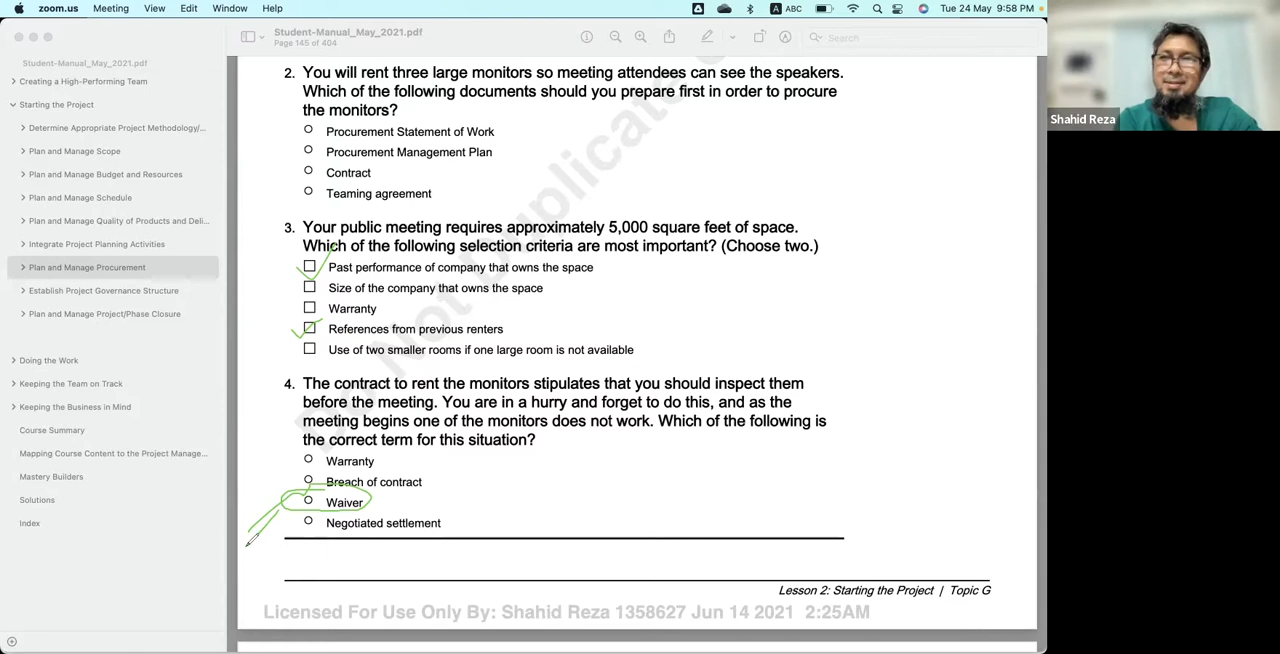 zoom.us Meeting View Edit Window Help
A ABC Tue 24 May 9:58 PM
Student-Manual_May_2021.pdf
Page 145 of 404
Search
Student-Manual_May_2021.pdf
Creating a High-Performing Team
Starting the Project
Determine Appropriate Project Methodology/...
Plan and Manage Scope
Plan and Manage Budget and Resources
Plan and Manage Schedule
Plan and Manage Quality of Products and Deli...
Integrate Project Planning Activities
Plan and Manage Procurement
Establish Project Governance Structure
Plan and Manage Project/Phase Closure
Doing the Work
Keeping the Team on Track
Keeping the Business in Mind
Course Summary
Mapping Course Content to the Project Manage...
Mastery Builders
Solutions
Index
2. You will rent three large monitors so meeting attendees can see the speakers.
Which of the following documents should you prepare first in order to procure
the monitors?
Procurement Statement of Work
Procurement Management Plan
Contract
Teaming agreement
3. Your public meeting requires approximately 5,000 square feet of space.
Which of the following selection criteria are most important? (Choose two.)
Past performance of company that owns the space
Size of the company that owns the space
Warranty
References from previous renters
Use of two smaller rooms if one large room is not available
4. The contract to rent the monitors stipulates that you should inspect them
before the meeting. You are in a hurry and forget to do this, and as the
meeting begins one of the monitors does not work. Which of the following is
the correct term for this situation?
Warranty
Breach of contract
Waiver
Negotiated settlement
Lesson 2: Starting the Project | Topic G
Licensed For Use Only By: Shahid Reza 1358627 Jun 14 2021 2:25AM
Do Not Duplicate
Shahid Reza